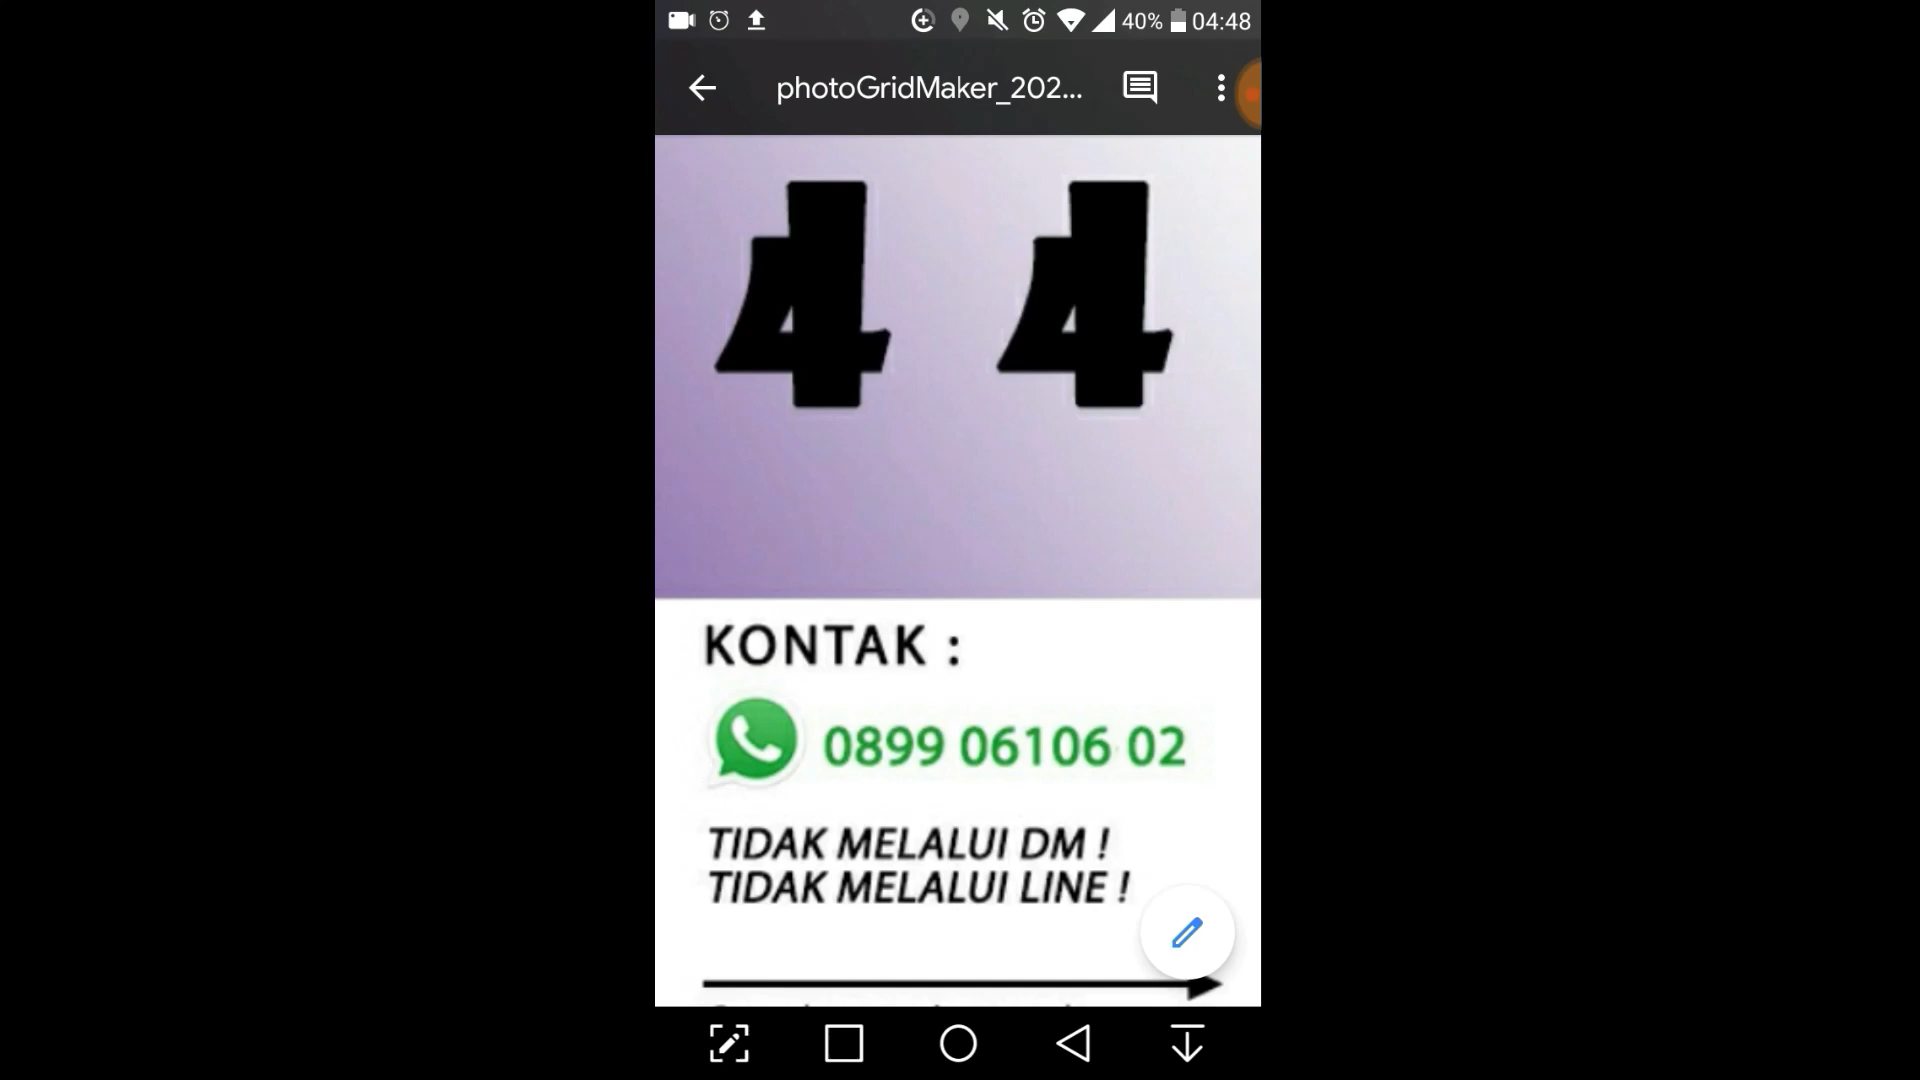 40% 04:48
photoGridMaker_202...
4 4
KONTAK :
0899 06106 02
TIDAK MELALUI DM !
TIDAK MELALUI LINE !